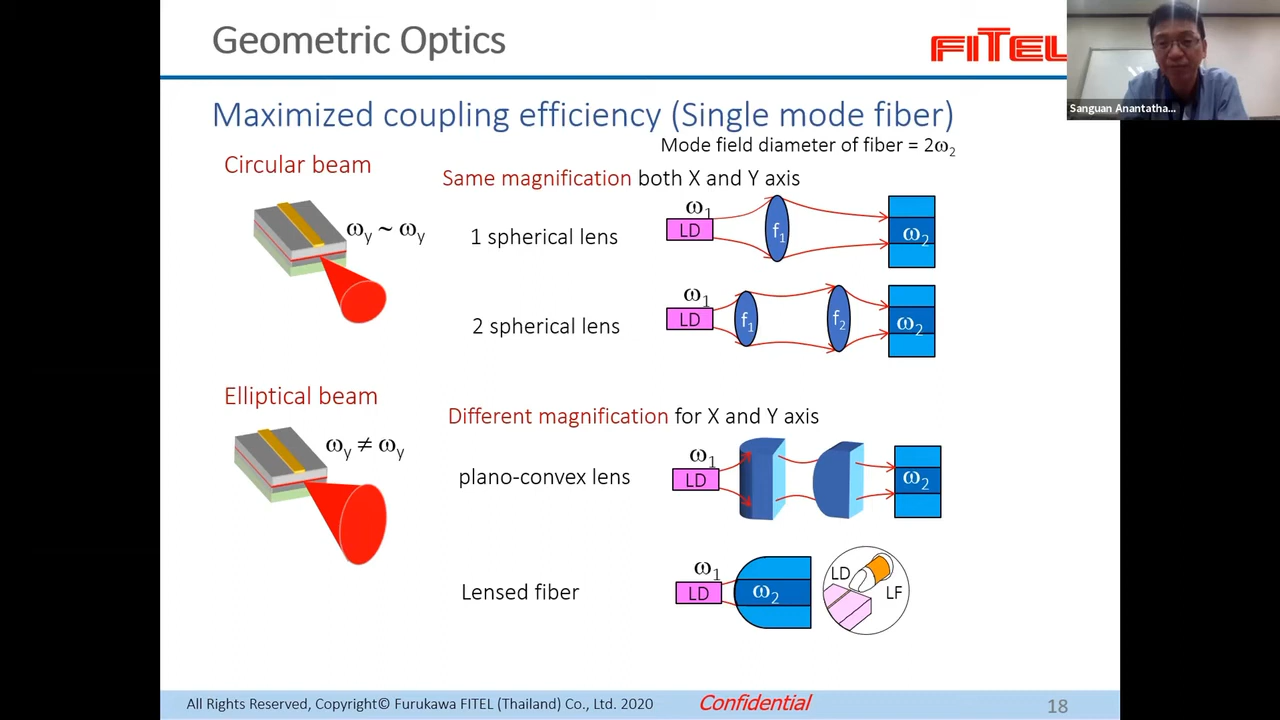 Geometric Optics
FITEL
Sanguan Anantatha...
Maximized coupling efficiency (Single mode fiber)
Mode field diameter of fiber = 2ω₂
Circular beam
Same magnification both X and Y axis
ωy ~ ωy
1 spherical lens
ω₁
LD
f₁
ω₂
2 spherical lens
ω₁
LD
f₁
f₂
ω₂
Elliptical beam
Different magnification for X and Y axis
ωy ≠ ωy
plano-convex lens
ω₁
LD
ω₂
Lensed fiber
ω₁
LD
ω₂
LD
LF
All Rights Reserved, Copyright© Furukawa FITEL (Thailand) Co., Ltd. 2020
Confidential
18